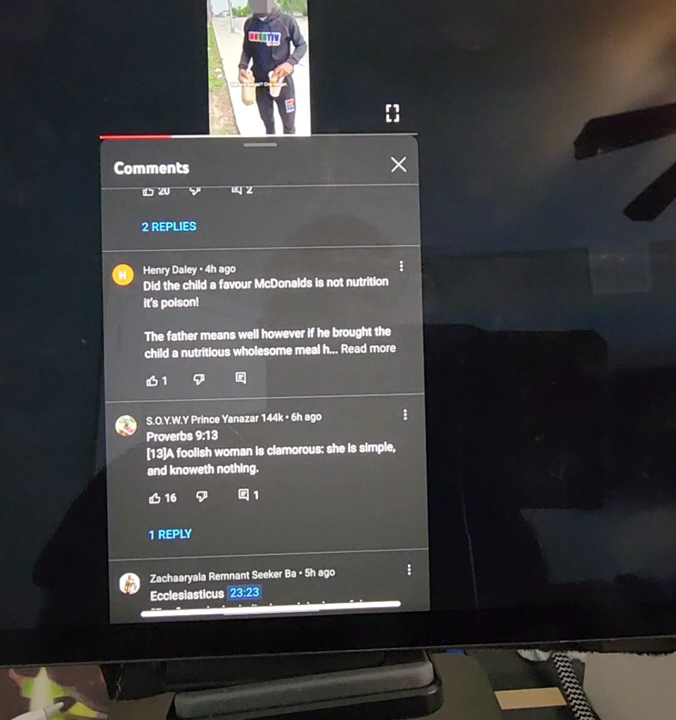 Comments
20 2
2 REPLIES
H
Henry Daley • 4h ago
Did the child a favour McDonalds is not nutrition
it's poison!
The father means well however if he brought the
child a nutritious wholesome meal h... Read more
1
S.O.Y.W.Y Prince Yanazar 144k • 6h ago
Proverbs 9:13
[13]A foolish woman is clamorous: she is simple,
and knoweth nothing.
16 1
1 REPLY
Zachaaryala Remnant Seeker Ba • 5h ago
Ecclesiasticus 23:23